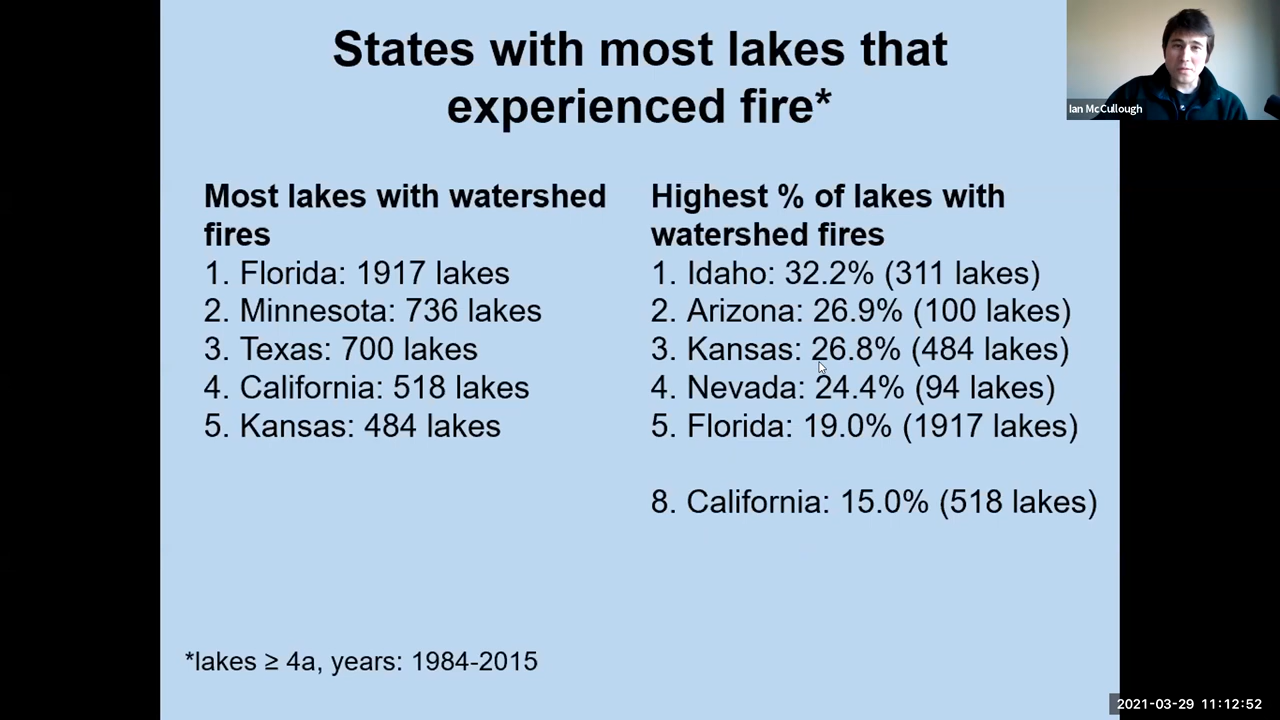 States with most lakes that
experienced fire*
Ian McCullough
Most lakes with watershed
fires
1. Florida: 1917 lakes
2. Minnesota: 736 lakes
3. Texas: 700 lakes
4. California: 518 lakes
5. Kansas: 484 lakes
Highest % of lakes with
watershed fires
1. Idaho: 32.2% (311 lakes)
2. Arizona: 26.9% (100 lakes)
3. Kansas: 26.8% (484 lakes)
4. Nevada: 24.4% (94 lakes)
5. Florida: 19.0% (1917 lakes)
8. California: 15.0% (518 lakes)
*lakes ≥ 4a, years: 1984-2015
2021-03-29 11:12:52